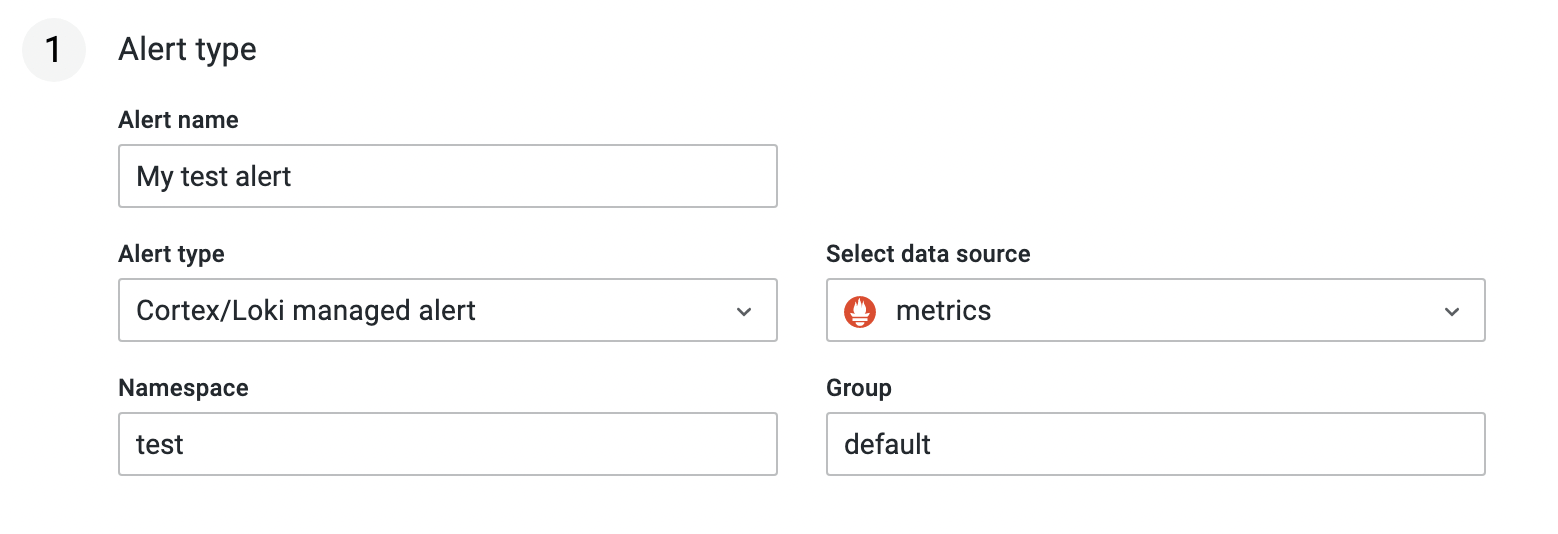 1 Alert type
Alert name
My test alert
Alert type Select data source
Cortex/Loki managed alert metrics
Namespace Group
test default